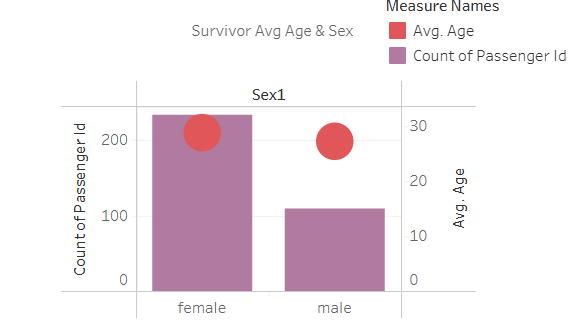 Measure Names
Survivor Avg Age & Sex
Avg. Age
Count of Passenger Id
Sex1
Count of Passenger Id
200
100
0
30
20
10
0
Avg. Age
female
male